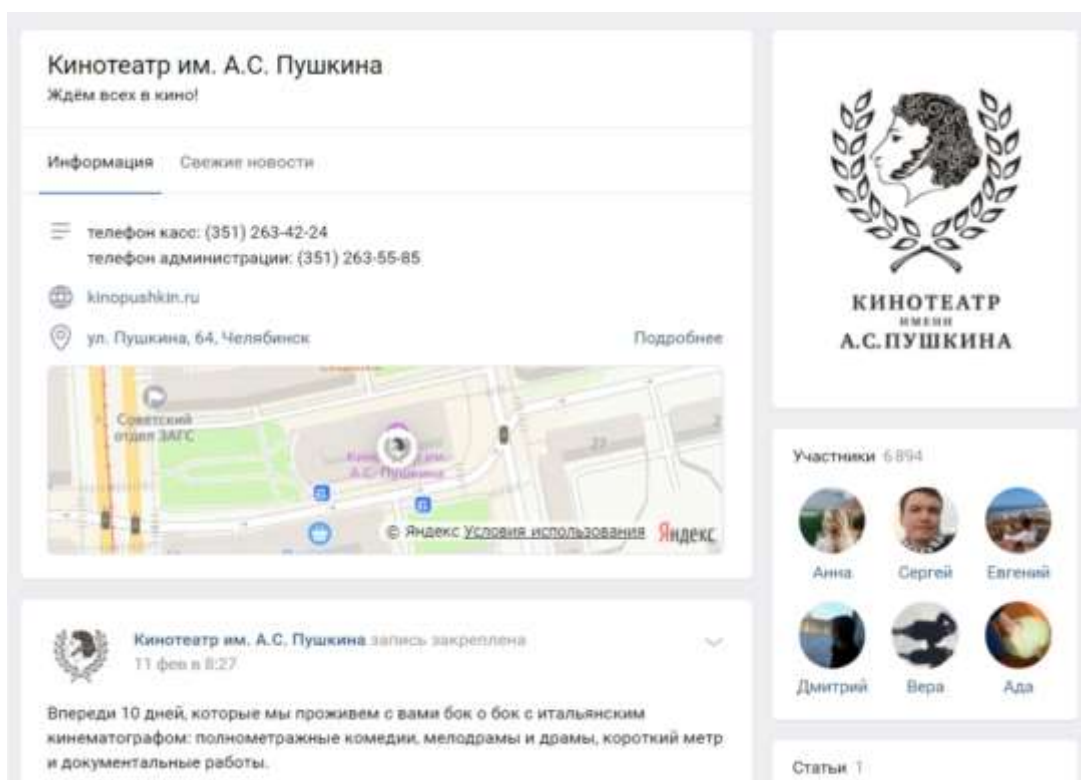 Кинотеатр им. А.С. Пушкина
Ждём всех в кино!
Информация Свежие новости
телефон касс: (351) 263-42-24
телефон администрации: (351) 263-55-85
kinopushkin.ru
ул. Пушкина, 64, Челябинск Подробнее
Советский
отдел ЗАГС
им.
А.С. Пушкина
27
© Яндекс Условия использования Яндекс
Кинотеатр им. А.С. Пушкина запись закреплена
11 фев в 8:27
Впереди 10 дней, которые мы проживем с вами бок о бок с итальянским
кинематографом: полнометражные комедии, мелодрамы и драмы, короткий метр
и документальные работы.
КИНОТЕАТР
ИМЕНИ
А.С.ПУШКИНА
Участники 6 894
Анна Сергей Евгений
Дмитрий Вера Ада
Статьи 1